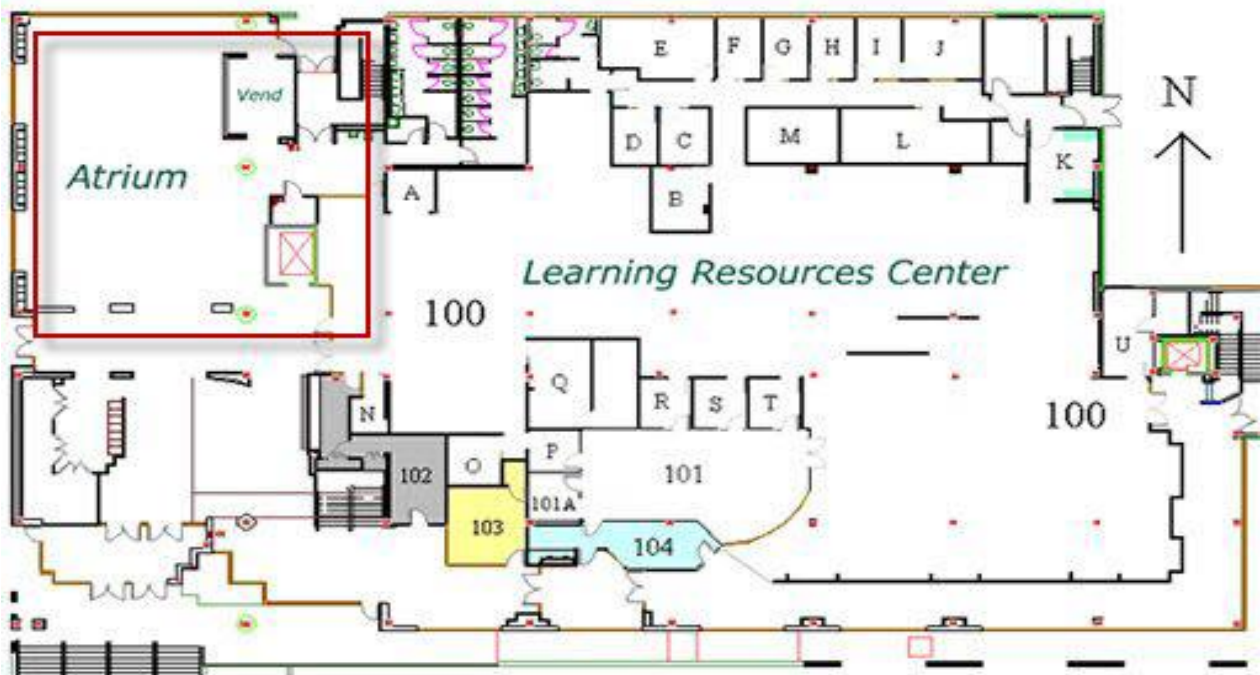 E F G H I J
N
Vend
D C M L
K
Atrium
A
B
Learning Resources Center
100
U
Q
R S T
N
100
P
O
102
101
101A
103
104